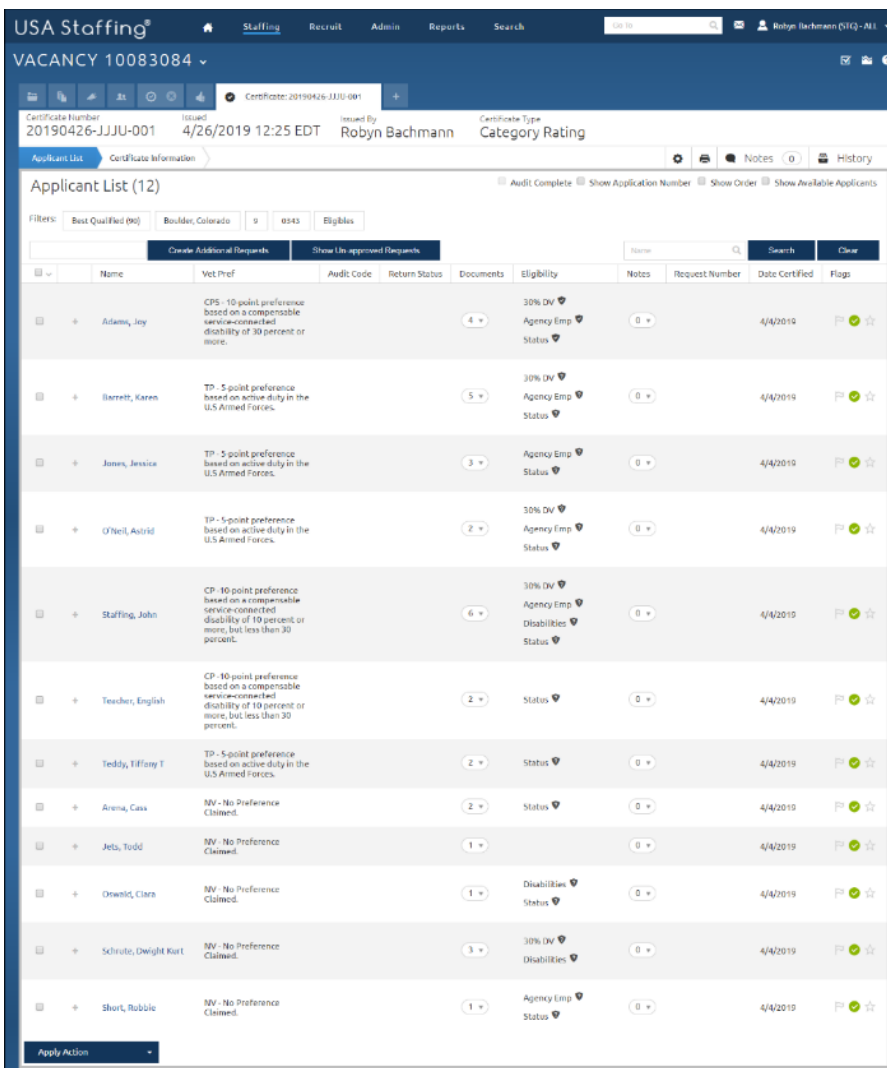 USA Staffing®
Staffing
Recruit
Admin
Reports
Search
Go To
Robyn Bachmann (STG) - ALL
VACANCY 10083084
Certificate: 20190426-JJJU-001
+
Certificate Number
Issued
Issued By
Certificate Type
20190426-JJJU-001
4/26/2019 12:25 EDT
Robyn Bachmann
Category Rating
Applicant List
Certificate Information
Notes 0
History
Applicant List (12)
Audit Complete
Show Application Number
Show Order
Show Available Applicants
Filters:
Best Qualified (90)
Boulder, Colorado
9
0343
Eligibles
Create Additional Requests
Show Un-approved Requests
Name
Search
Clear
Name
Vet Pref
Audit Code
Return Status
Documents
Eligibility
Notes
Request Number
Date Certified
Flags
+
Adams, Joy
CPS - 10-point preference
based on a compensable
service-connected
disability of 30 percent or
more.
4
30% DV
Agency Emp
Status
0
4/4/2019
+
Barrett, Karen
TP - 5-point preference
based on active duty in the
U.S Armed Forces.
5
30% DV
Agency Emp
Status
0
4/4/2019
+
Jones, Jessica
TP - 5-point preference
based on active duty in the
U.S Armed Forces.
3
Agency Emp
Status
0
4/4/2019
+
O'Neil, Astrid
TP - 5-point preference
based on active duty in the
U.S Armed Forces.
2
30% DV
Agency Emp
Status
0
4/4/2019
+
Staffing, John
CP -10-point preference
based on a compensable
service-connected
disability of 10 percent or
more, but less than 30
percent.
6
30% DV
Agency Emp
Disabilities
Status
0
4/4/2019
+
Teacher, English
CP -10-point preference
based on a compensable
service-connected
disability of 10 percent or
more, but less than 30
percent.
2
Status
0
4/4/2019
+
Teddy, Tiffany T
TP - 5-point preference
based on active duty in the
U.S Armed Forces.
2
Status
0
4/4/2019
+
Arena, Cass
NV - No Preference
Claimed.
2
Status
0
4/4/2019
+
Jets, Todd
NV - No Preference
Claimed.
1
0
4/4/2019
+
Oswald, Clara
NV - No Preference
Claimed.
1
Disabilities
Status
0
4/4/2019
+
Schrute, Dwight Kurt
NV - No Preference
Claimed.
3
30% DV
Disabilities
0
4/4/2019
+
Short, Robbie
NV - No Preference
Claimed.
1
Agency Emp
Status
0
4/4/2019
Apply Action